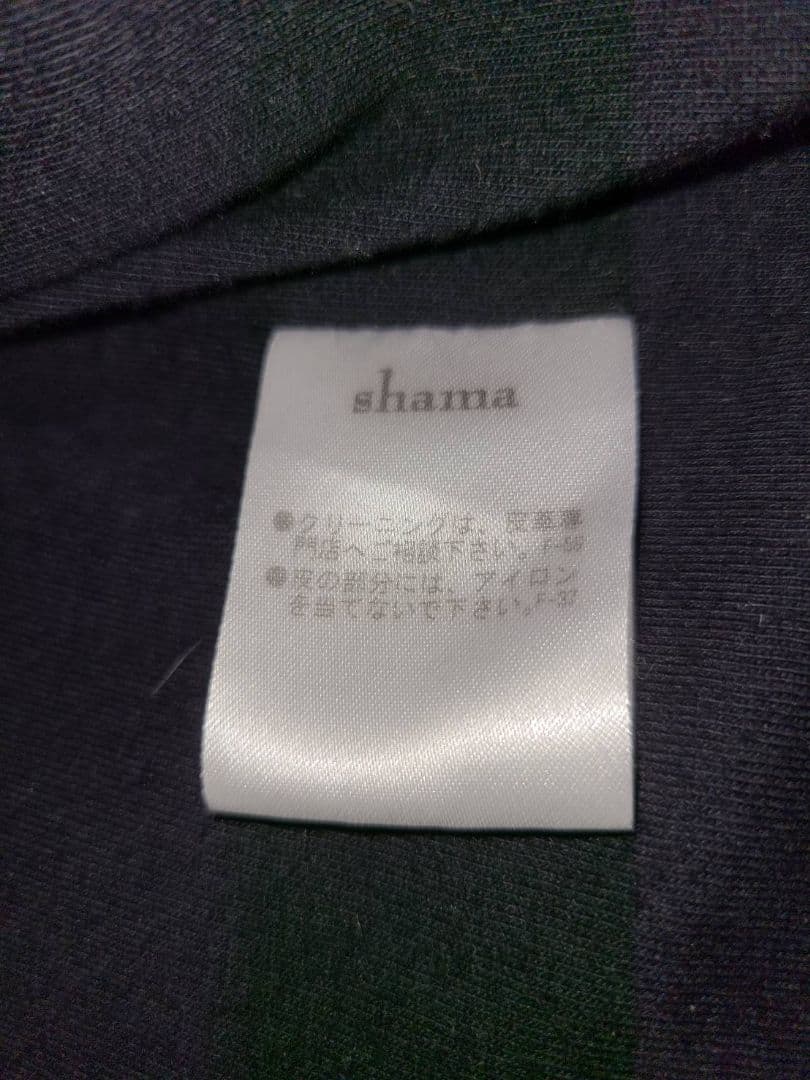 shama
●クリーニングは、皮革専
門店へご相談下さい。F-56
●皮の部分には、アイロン
を当てないで下さい。F-37